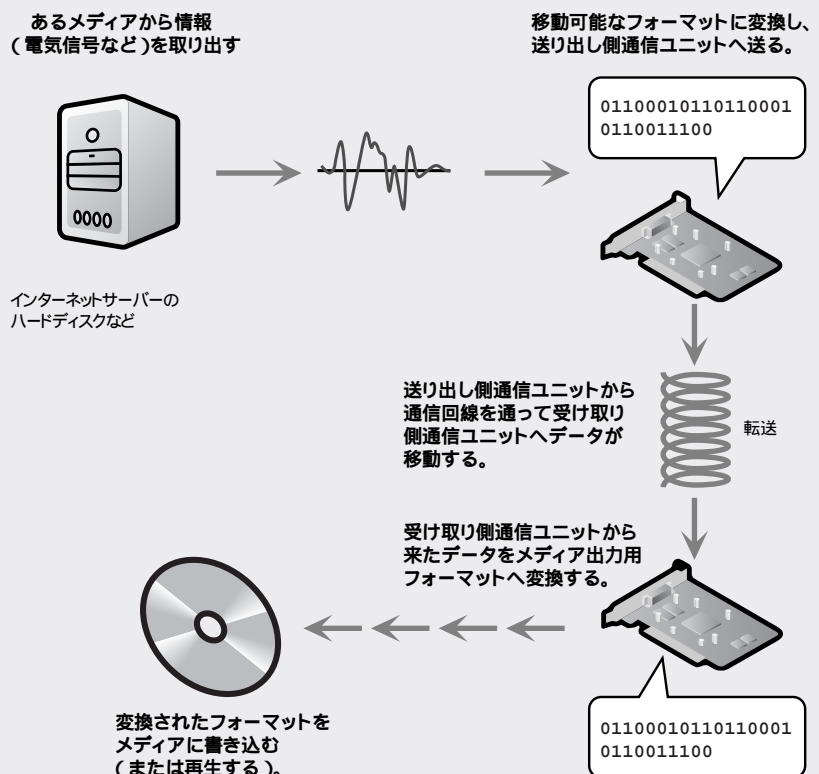 あるメディアから情報
(電気信号など)を取り出す
移動可能なフォーマットに変換し、
送り出し側通信ユニットへ送る。
01100010110110001
0110011100
インターネットサーバーの
ハードディスクなど
送り出し側通信ユニットから
通信回線を通って受け取り
側通信ユニットへデータが
移動する。
転送
受け取り側通信ユニットから
来たデータをメディア出力用
フォーマットへ変換する。
変換されたフォーマットを
メディアに書き込む
(または再生する)。
01100010110110001
0110011100